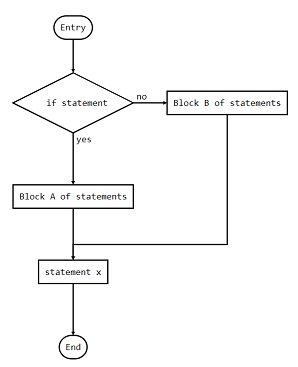 Entry
if statement
no
Block B of statements
yes
Block A of statements
statement x
End